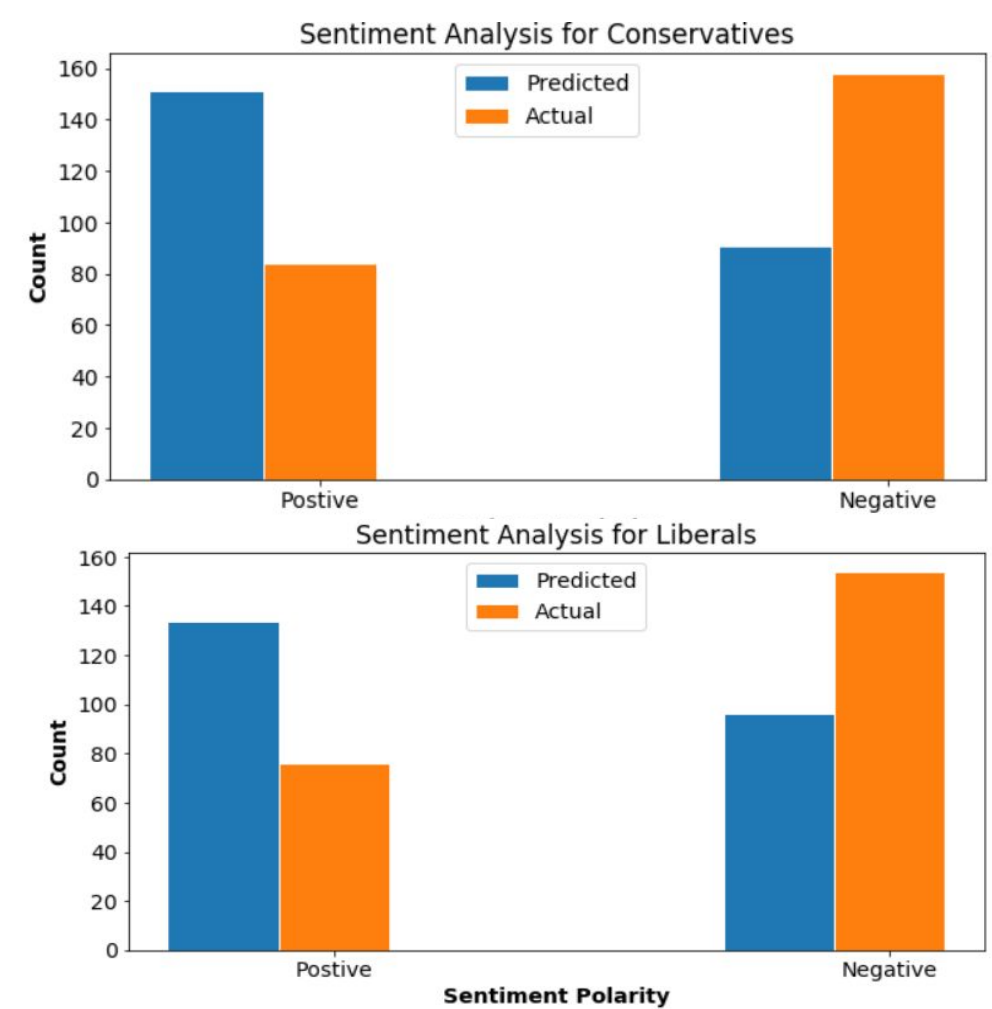 Sentiment Analysis for Conservatives
Predicted
Actual
160
140
120
100
80
60
40
20
0
Count
Postive
Negative
Sentiment Analysis for Liberals
Predicted
Actual
160
140
120
100
80
60
40
20
0
Count
Postive
Negative
Sentiment Polarity